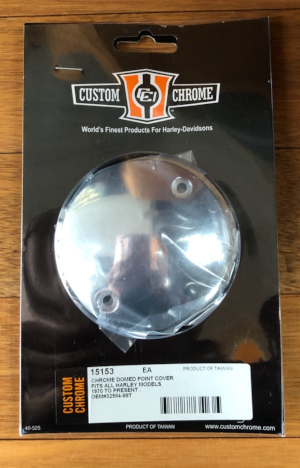 CUSTOM CCI CHROME
World's Finest Products For Harley-Davidsons
15153 EA PRODUCT OF TAIWAN
CHROME DOMED POINT COVER
FITS ALL HARLEY MODELS
1970 TO PRESENT
CUSTOM CHROME
PRODUCT OF TAIWAN
www.customchrome.com